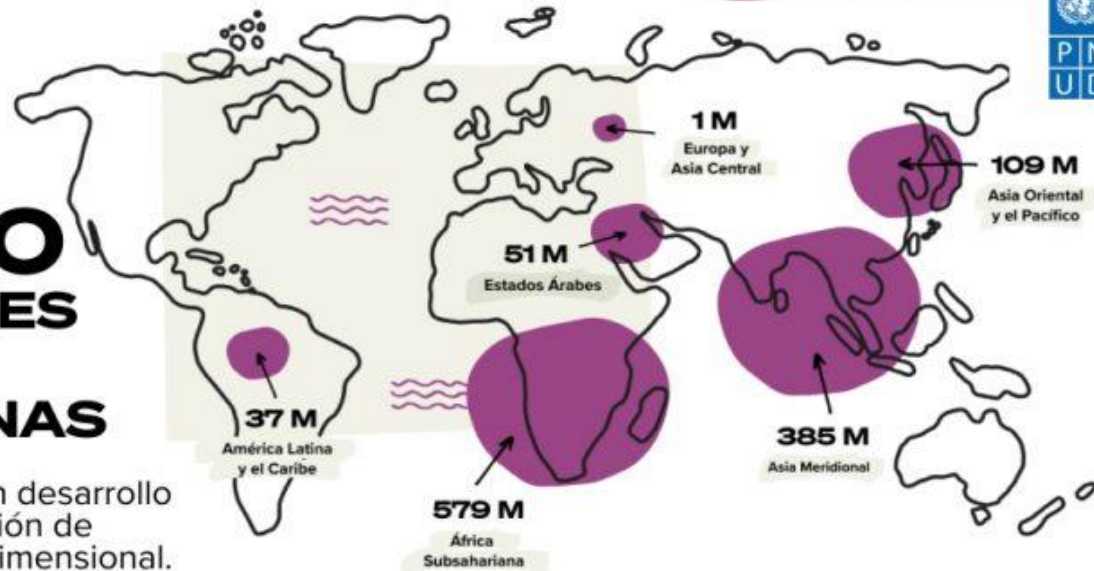 O
ES
NAS
n desarrollo
ión de
imensional.
1 M
Europa y
Asia Central
109 M
Asia Oriental
y el Pacífico
51 M
Estados Árabes
37 M
América Latina
y el Caribe
385 M
Asia Meridional
579 M
África
Subsahariana
P N
U D